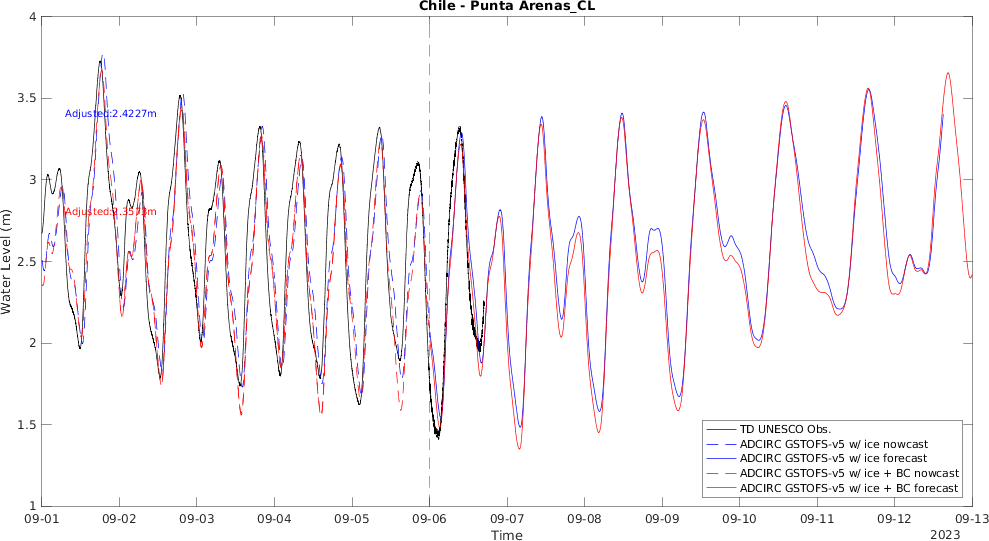 Chile - Punta Arenas_CL
4
3.5
3
2.5
2
1.5
1
Water Level (m)
Adjusted:2.4227m
Adjusted:2.3573m
TD UNESCO Obs.
ADCIRC GSTOFS-v5 w/ ice nowcast
ADCIRC GSTOFS-v5 w/ ice forecast
ADCIRC GSTOFS-v5 w/ ice + BC nowcast
ADCIRC GSTOFS-v5 w/ ice + BC forecast
09-01 09-02 09-03 09-04 09-05 09-06 09-07 09-08 09-09 09-10 09-11 09-12 09-13
Time
2023